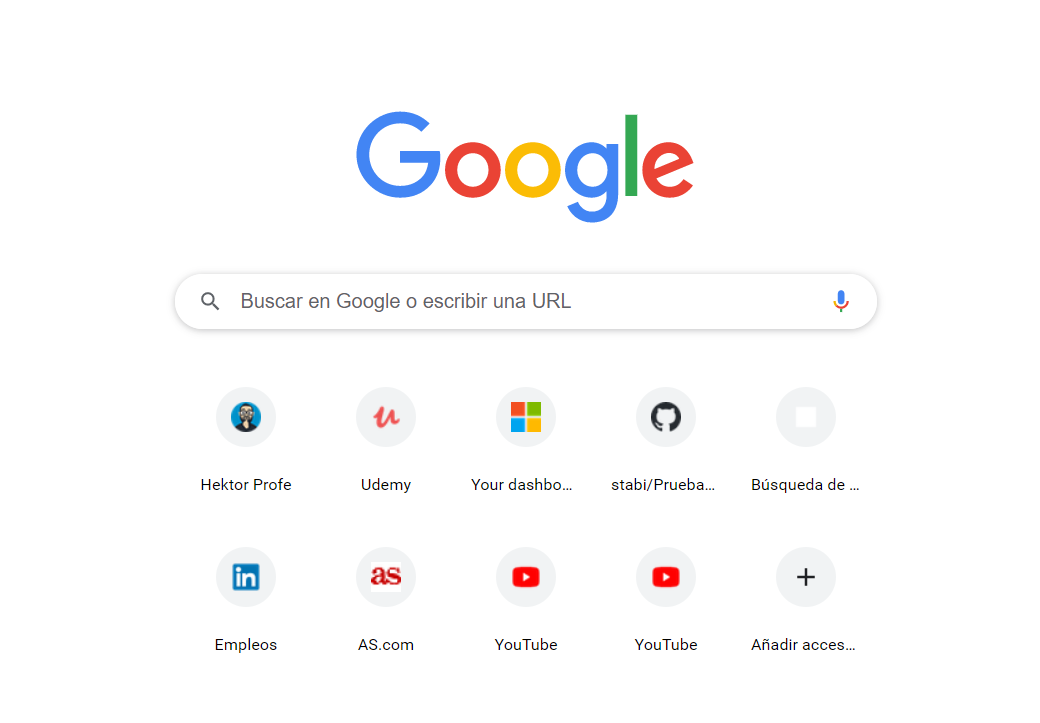 Google
Buscar en Google o escribir una URL
Hektor Profe
Udemy
Your dashbo...
stabi/Prueba...
Búsqueda de ...
in
as
Empleos
AS.com
YouTube
YouTube
Añadir acces...